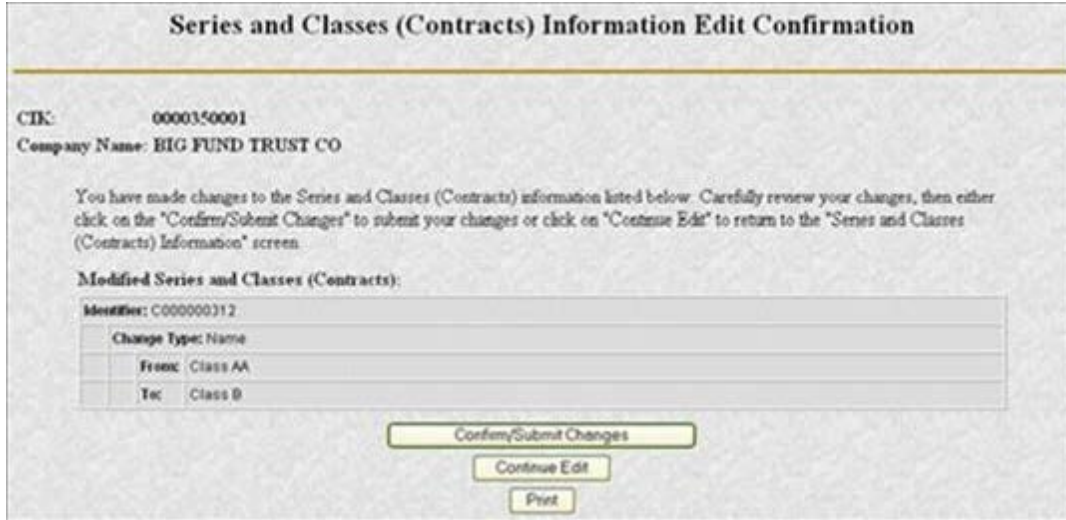 Series and Classes (Contracts) Information Edit Confirmation
CIK: 0000350001
Company Name: BIG FUND TRUST CO
You have made changes to the Series and Classes (Contracts) information listed below. Carefully review your changes, then either
click on the "Confirm/Submit Changes" to submit your changes or click on "Continue Edit" to return to the "Series and Classes
(Contracts) Information" screen.
Modified Series and Classes (Contracts):
Identifier: C000000312
Change Type: Name
From: Class AA
To: Class B
Confirm/Submit Changes
Continue Edit
Print